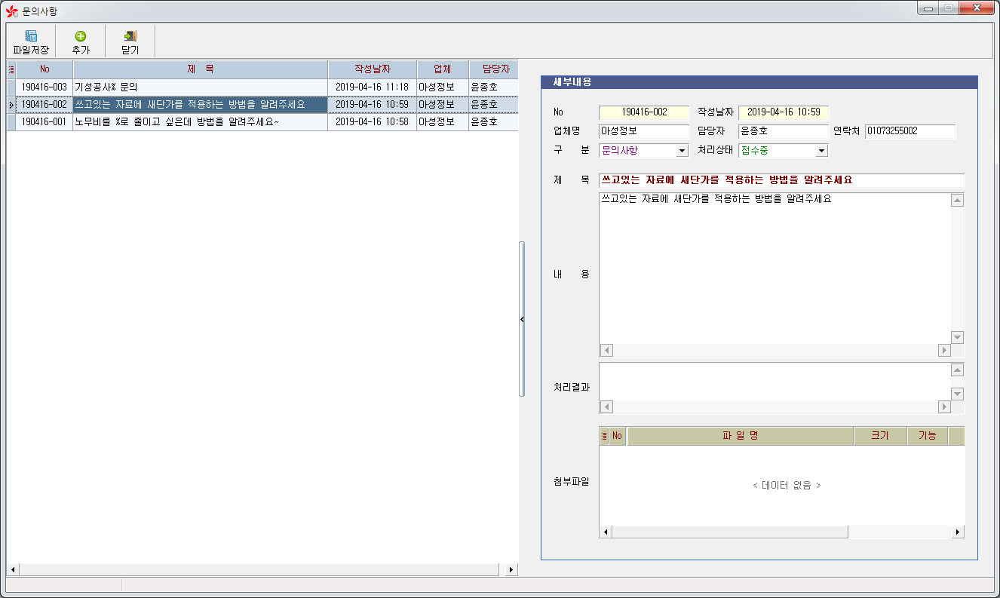 문의사항
파일저장 추가 닫기
No 제 목 작성날짜 업체 담당자
190416-003 기성공사% 문의 2019-04-16 11:18 아성정보 윤종호
190416-002 쓰고있는 자료에 새단가를 적용하는 방법을 알려주세요 2019-04-16 10:59 아성정보 윤종호
190416-001 노무비를 %로 줄이고 싶은데 방법을 알려주세요~ 2019-04-16 10:58 아성정보 윤종호
세부내용
No 190416-002 작성날짜 2019-04-16 10:59
업체명 아성정보 담당자 윤종호 연락처 01073255002
구 분 문의사항 처리상태 접수중
제 목 쓰고있는 자료에 새단가를 적용하는 방법을 알려주세요
쓰고있는 자료에 새단가를 적용하는 방법을 알려주세요
내 용
처리결과
No 파 일 명 크기 기능
첨부파일 < 데이터 없음 >